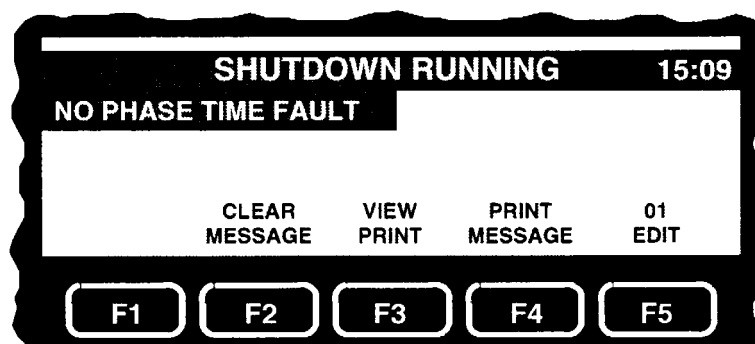 SHUTDOWN RUNNING 15:09
NO PHASE TIME FAULT
CLEAR VIEW PRINT 01
MESSAGE PRINT MESSAGE EDIT
F1 F2 F3 F4 F5